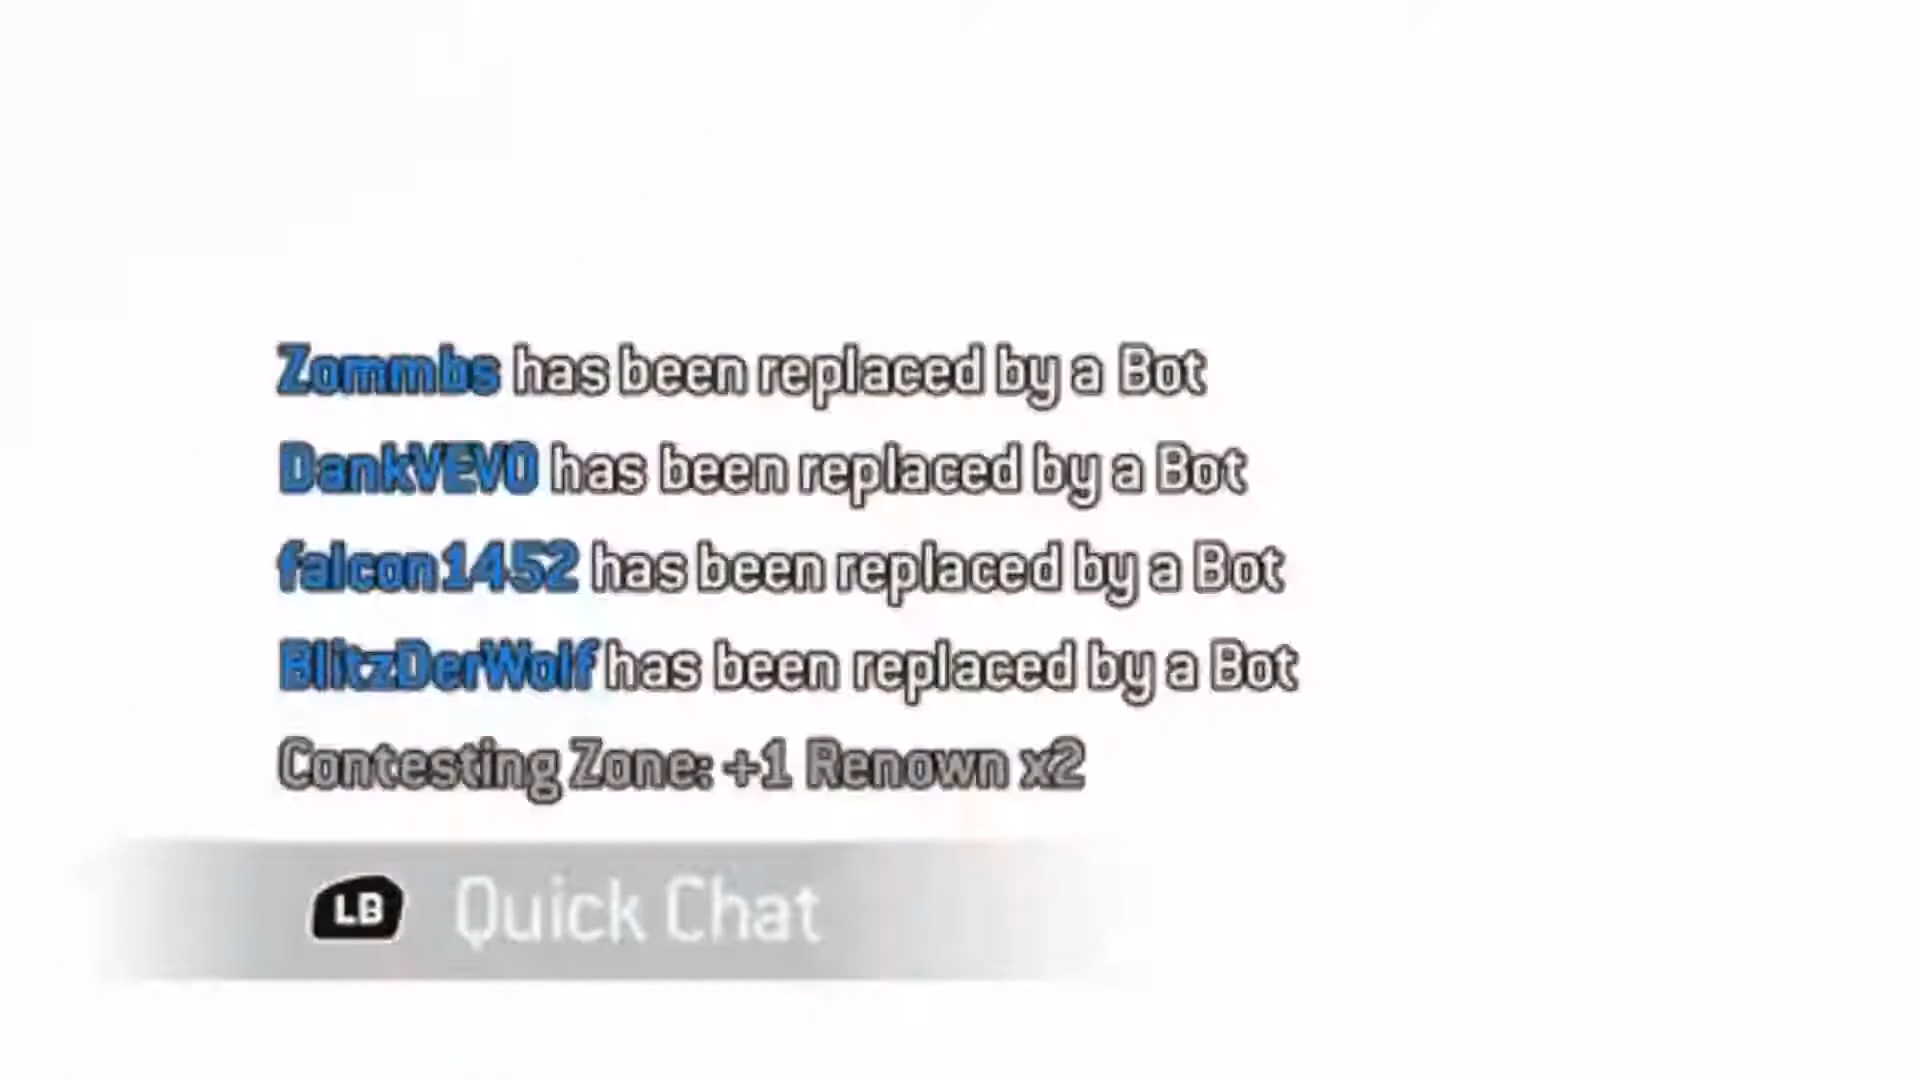 Zommbs has been replaced by a Bot
DankVEVO has been replaced by a Bot
falcon1452 has been replaced by a Bot
BlitzDerWolf has been replaced by a Bot
Contesting Zone: +1 Renown x2
LB Quick Chat